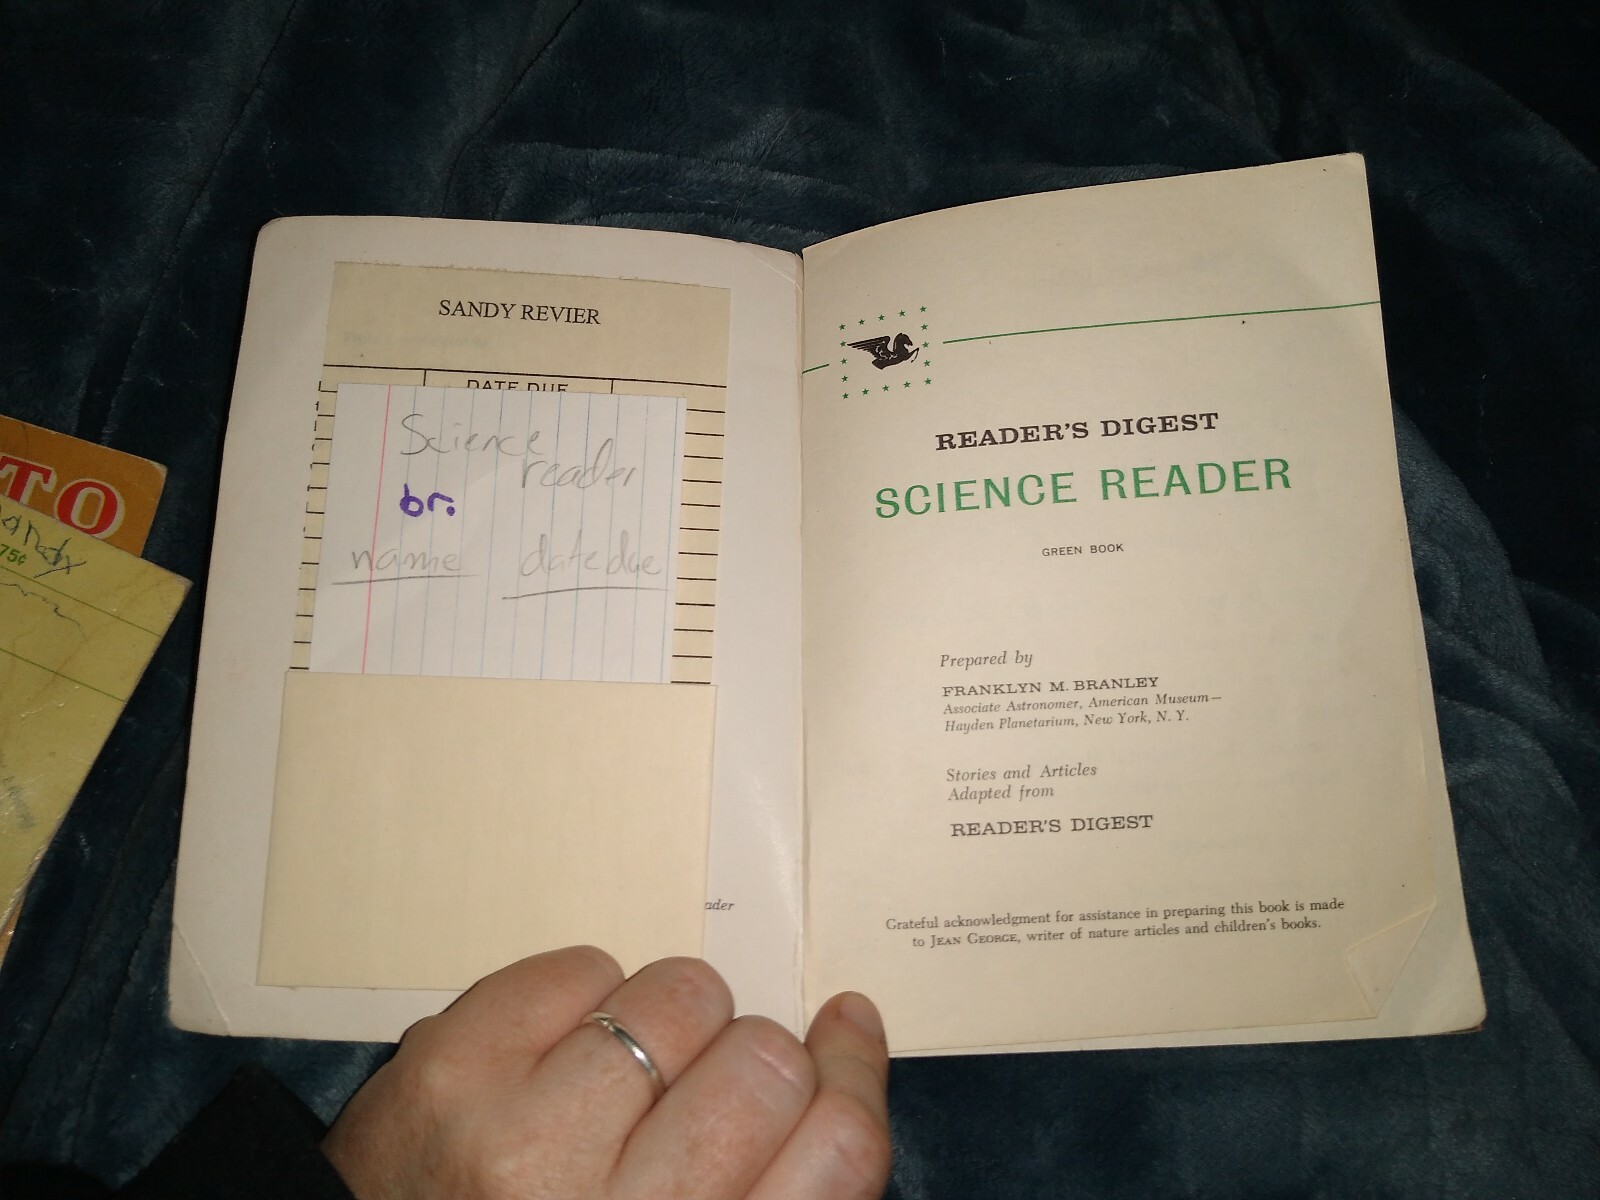 TO
75¢
SANDY REVIER
DATE DUE
Science
reader
br.
name date due
ader
READER'S DIGEST
SCIENCE READER
GREEN BOOK
Prepared by
FRANKLYN M. BRANLEY
Associate Astronomer, American Museum—
Hayden Planetarium, New York, N. Y.
Stories and Articles
Adapted from
READER'S DIGEST
Grateful acknowledgment for assistance in preparing this book is made
to JEAN GEORGE, writer of nature articles and children's books.